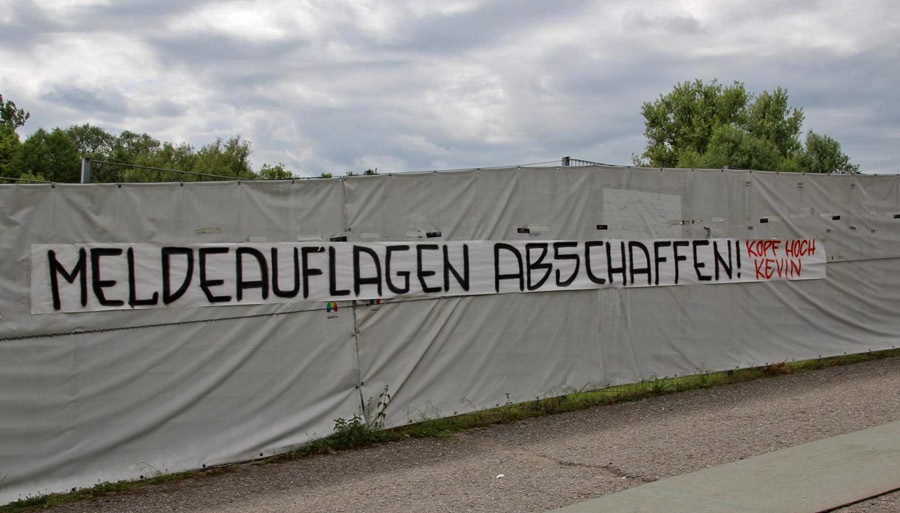 MELDEAUFLAGEN ABSCHAFFEN!
KOPF HOCH
KEVIN